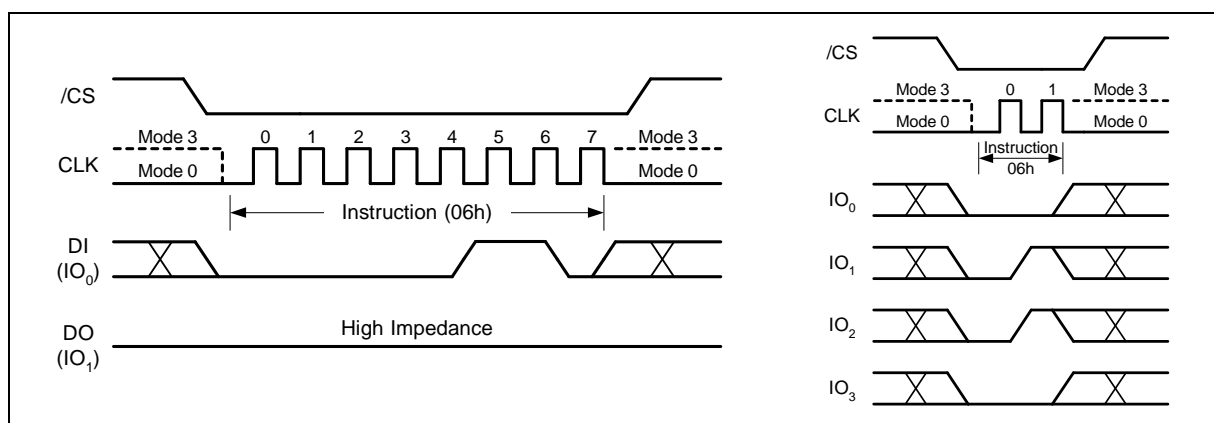 /CS
Mode 3 0 1 2 3 4 5 6 7 Mode 3
CLK
Mode 0 Mode 0
Instruction (06h)
DI
(IO0)
High Impedance
DO
(IO1)
/CS
Mode 3 0 1 Mode 3
CLK
Mode 0 Mode 0
Instruction
06h
IO0
IO1
IO2
IO3